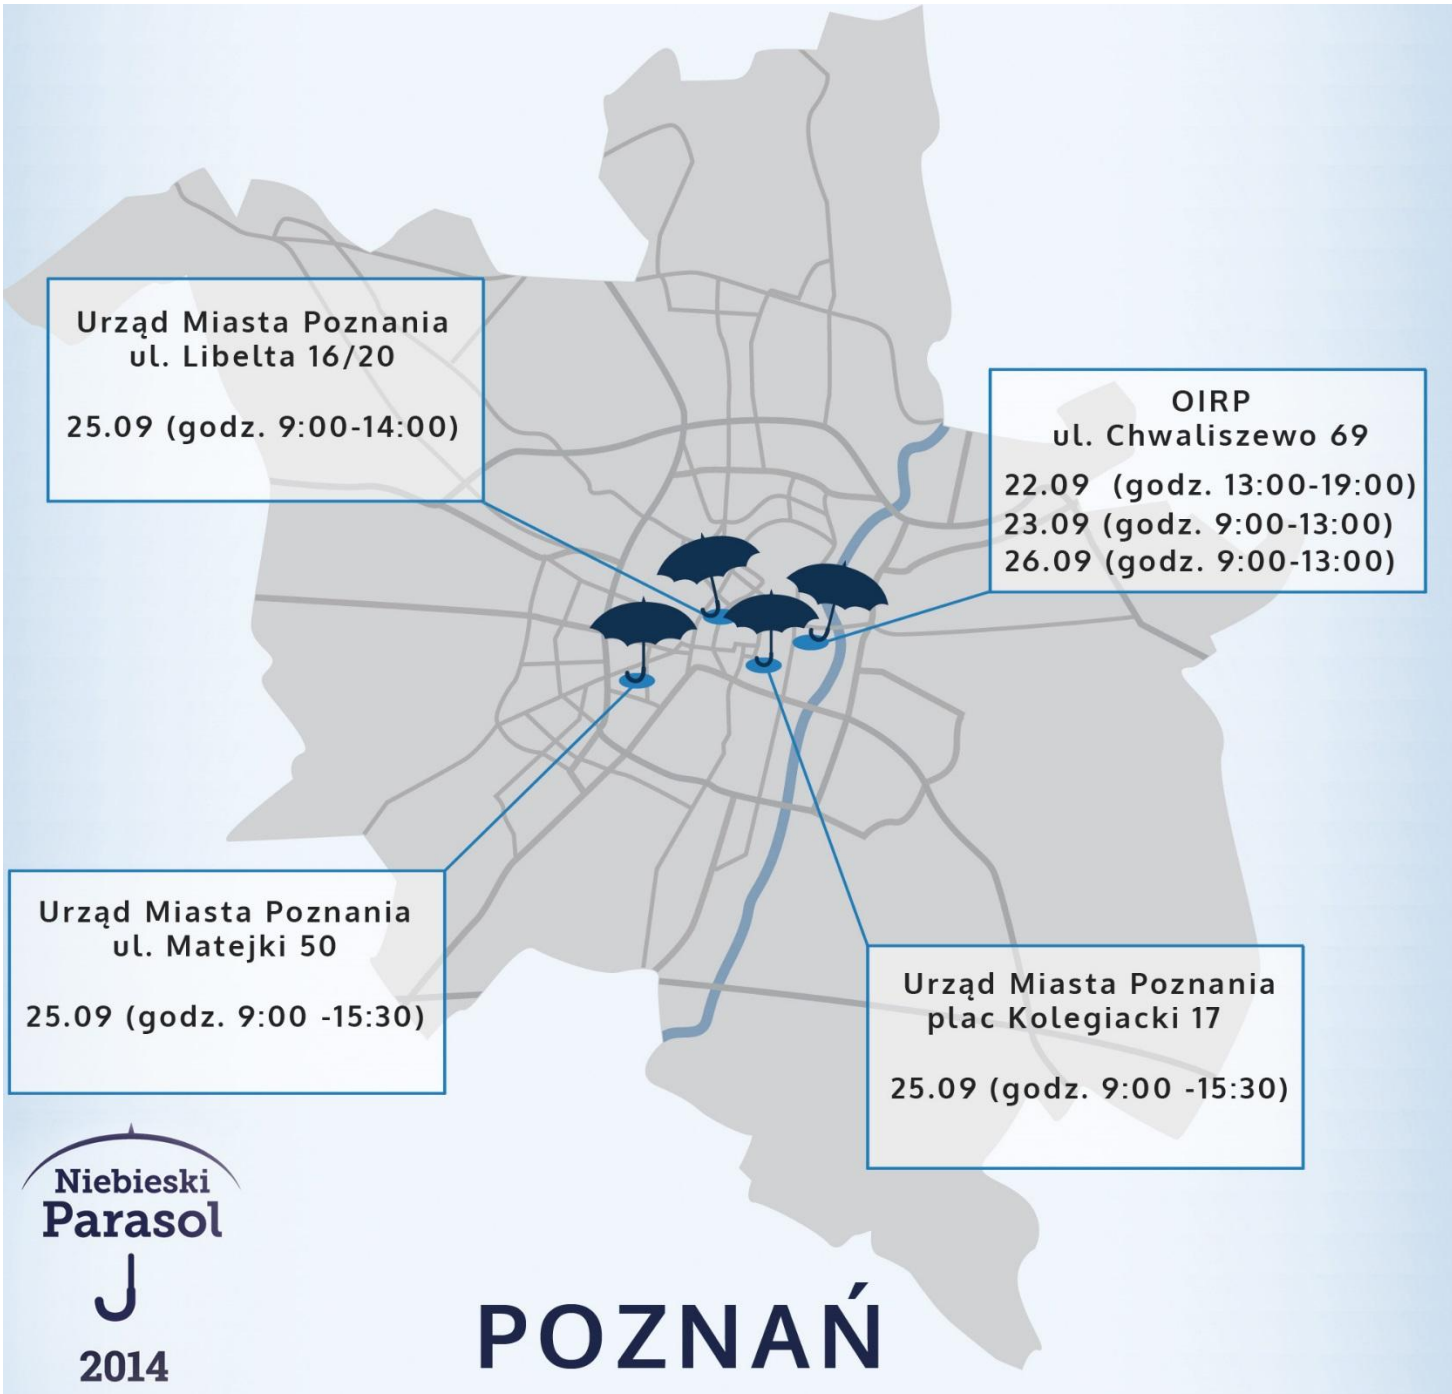 Urząd Miasta Poznania
ul. Libelta 16/20
25.09 (godz. 9:00-14:00)
OIRP
ul. Chwaliszewo 69
22.09 (godz. 13:00-19:00)
23.09 (godz. 9:00-13:00)
26.09 (godz. 9:00-13:00)
Urząd Miasta Poznania
ul. Matejki 50
25.09 (godz. 9:00 -15:30)
Urząd Miasta Poznania
plac Kolegiacki 17
25.09 (godz. 9:00 -15:30)
Niebieski
Parasol
2014
POZNAŃ